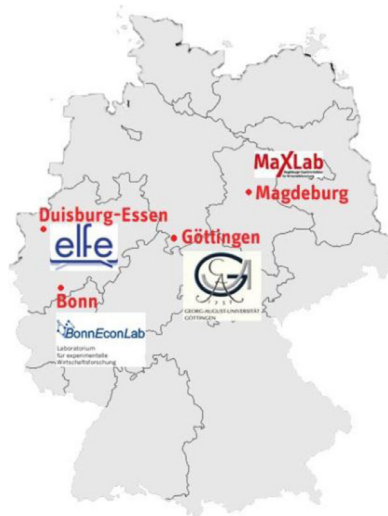 MaXLab
Magdeburg
Duisburg-Essen
elfe
Göttingen
GEORG-AUGUST-UNIVERSITÄT
GÖTTINGEN
Bonn
BonnEconLab
Laboratorium
für experimentelle
Wirtschaftsforschung